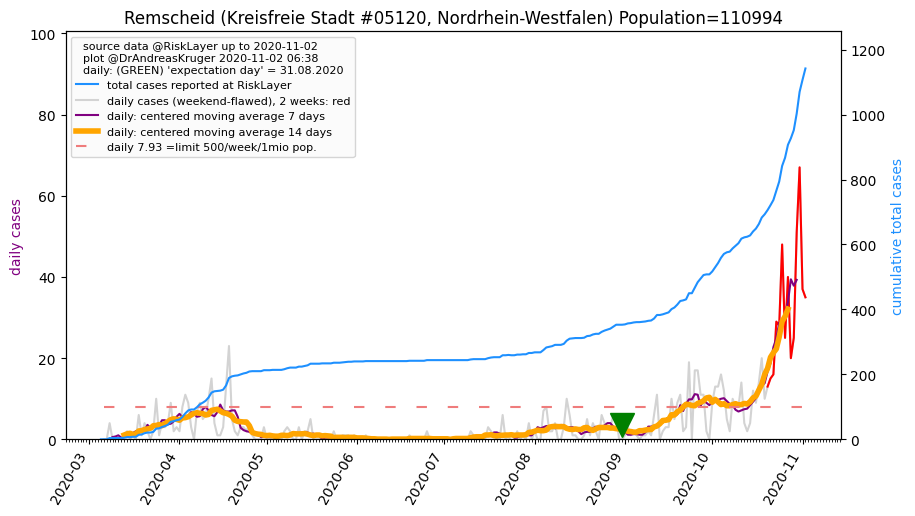 Remscheid (Kreisfreie Stadt #05120, Nordrhein-Westfalen) Population=110994
source data @RiskLayer up to 2020-11-02
plot @DrAndreasKruger 2020-11-02 06:38
daily: (GREEN) 'expectation day' = 31.08.2020
total cases reported at RiskLayer
daily cases (weekend-flawed), 2 weeks: red
daily: centered moving average 7 days
daily: centered moving average 14 days
daily 7.93 =limit 500/week/1mio pop.
daily cases
100
80
60
40
20
0
cumulative total cases
1200
1000
800
600
400
200
0
2020-03
2020-04
2020-05
2020-06
2020-07
2020-08
2020-09
2020-10
2020-11